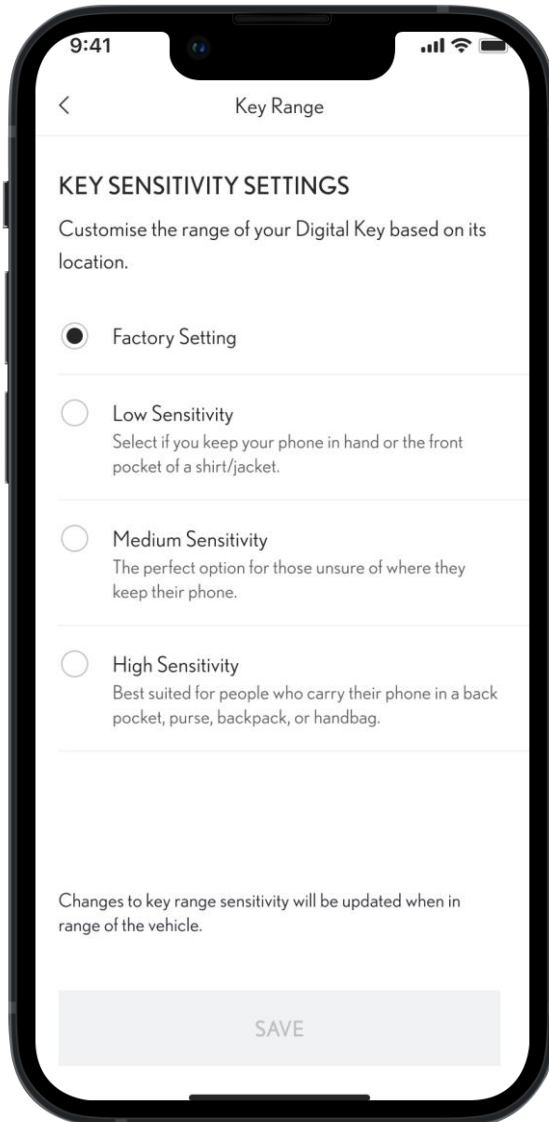 9:41
Key Range
KEY SENSITIVITY SETTINGS
Customise the range of your Digital Key based on its
location.
Factory Setting
Low Sensitivity
Select if you keep your phone in hand or the front
pocket of a shirt/jacket.
Medium Sensitivity
The perfect option for those unsure of where they
keep their phone.
High Sensitivity
Best suited for people who carry their phone in a back
pocket, purse, backpack, or handbag.
Changes to key range sensitivity will be updated when in
range of the vehicle.
SAVE